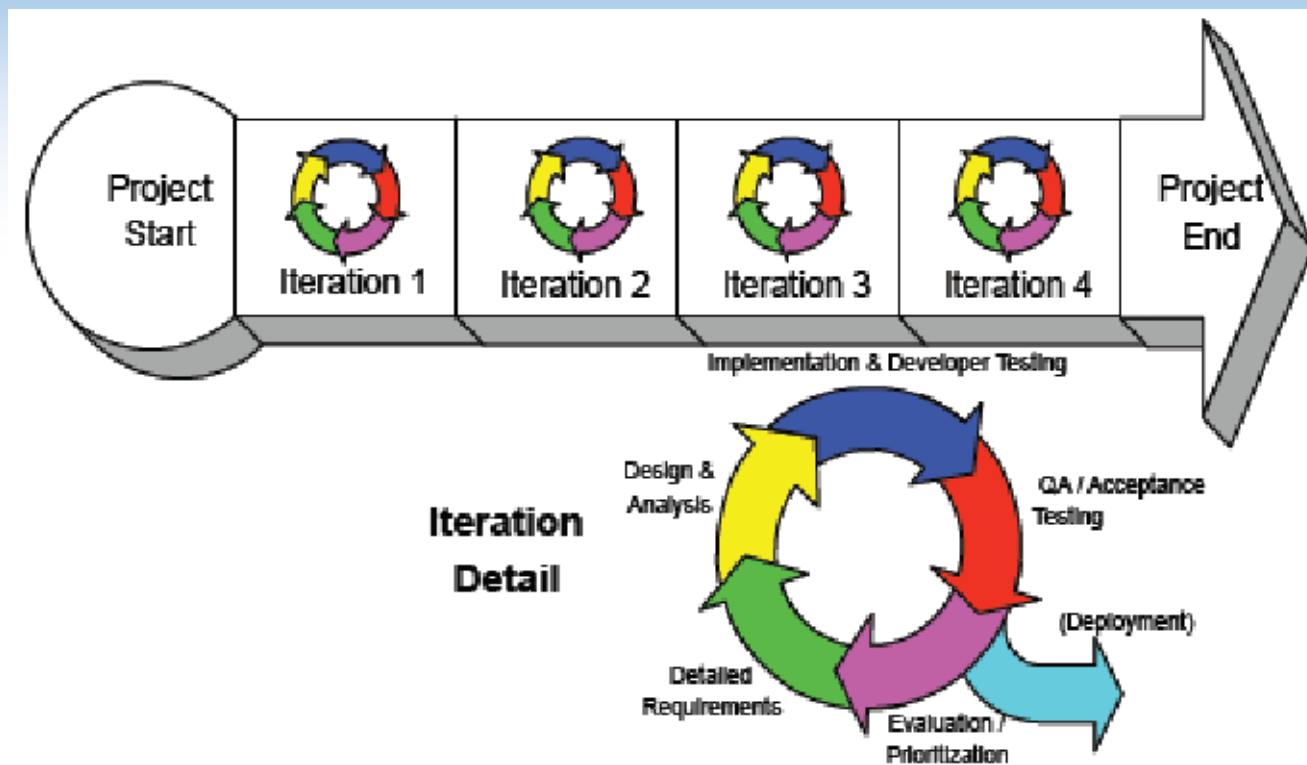 Project
Start
Iteration 1
Iteration 2
Iteration 3
Iteration 4
Project
End
Implementation & Developer Testing
Design &
Analysis
QA / Acceptance
Testing
Iteration
Detail
(Deployment)
Detailed
Requirements
Evaluation /
Prioritization